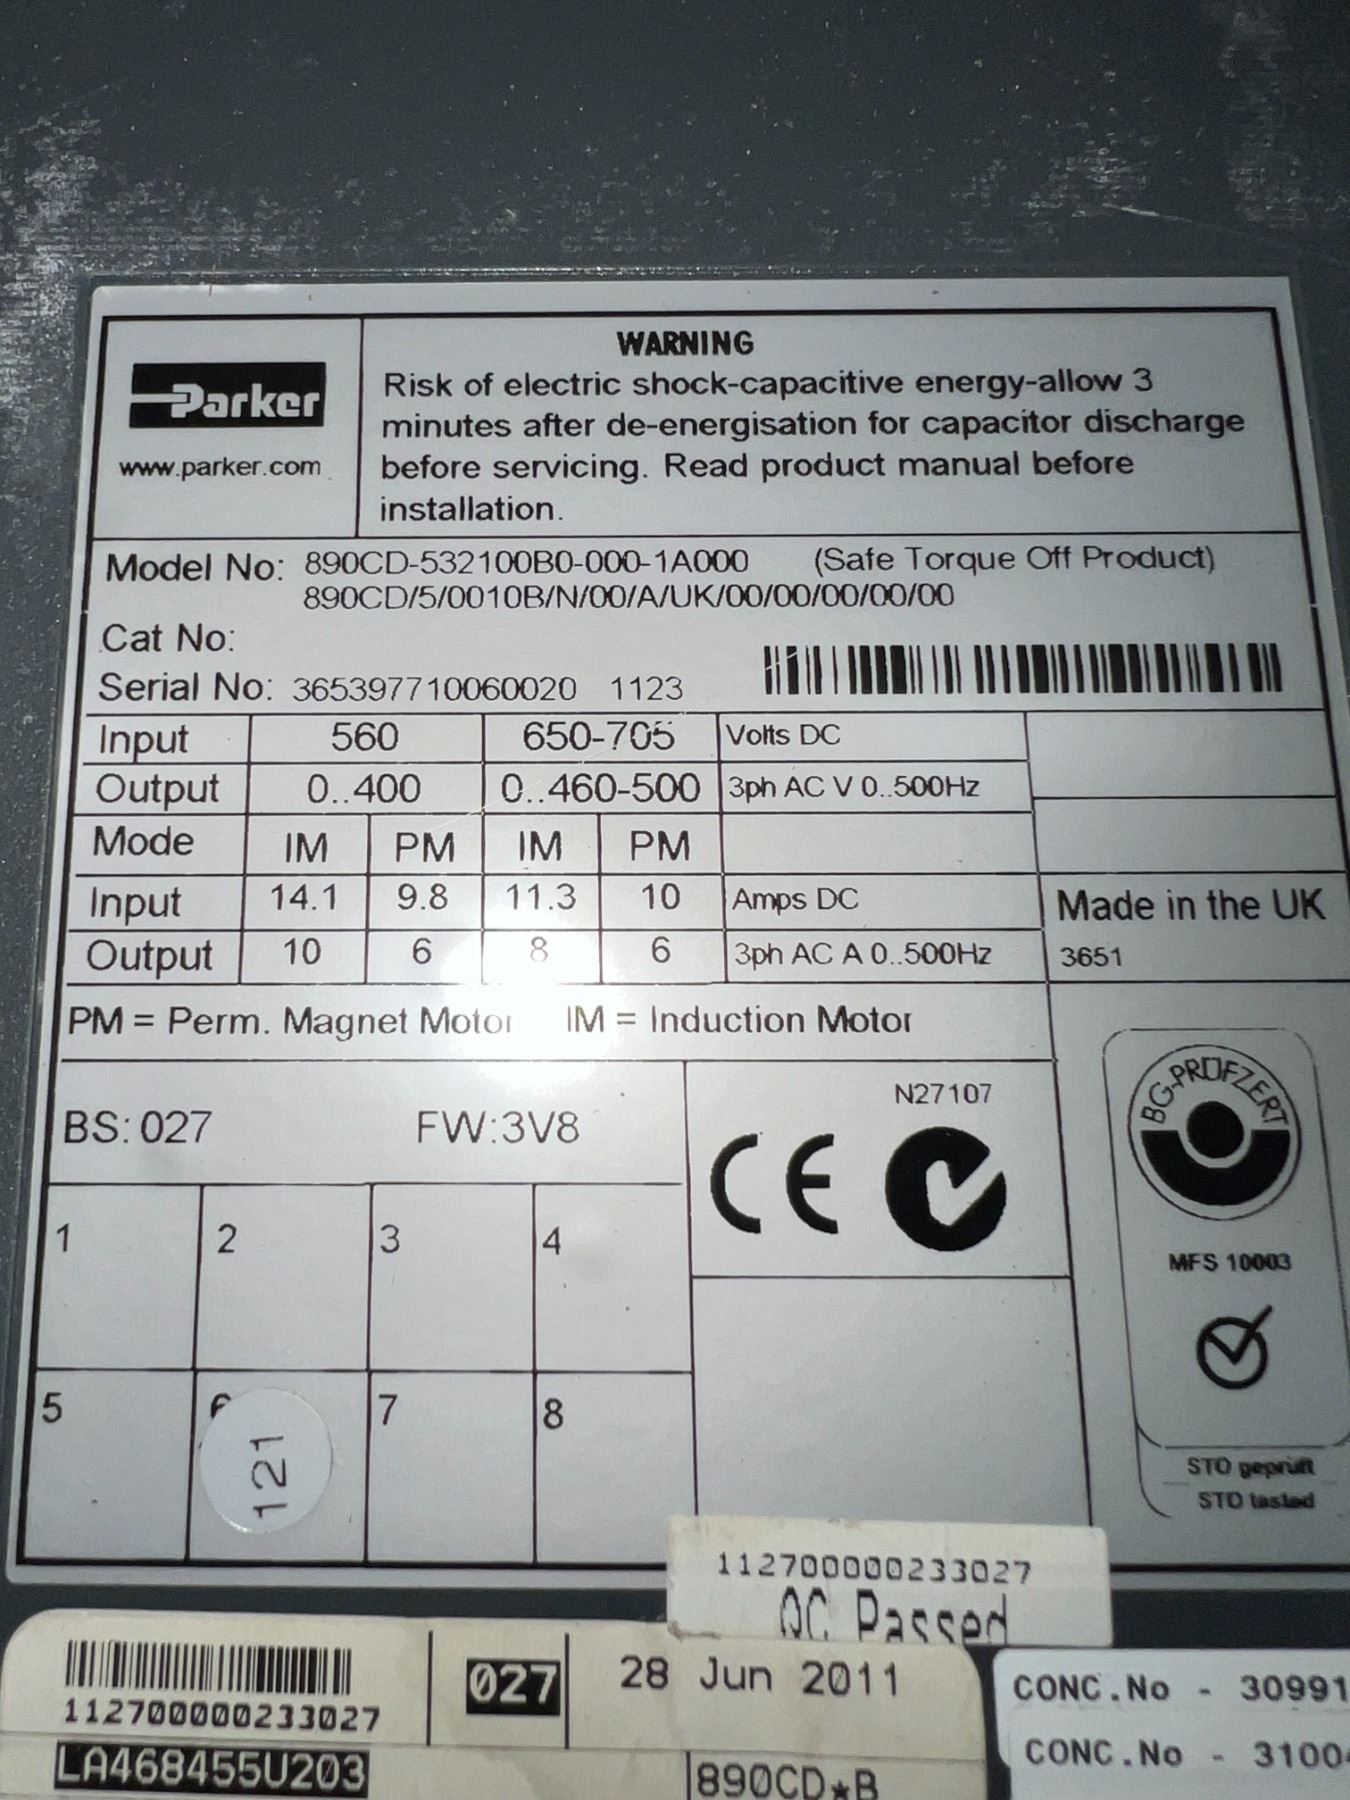 WARNING
Parker
www.parker.com
Risk of electric shock-capacitive energy-allow 3
minutes after de-energisation for capacitor discharge
before servicing. Read product manual before
installation.
Model No: 890CD-532100B0-000-1A000 (Safe Torque Off Product)
890CD/5/0010B/N/00/A/UK/00/00/00/00/00
Cat No:
Serial No: 365397710060020 1123
Input 560 650-705 Volts DC
Output 0..400 0..460-500 3ph AC V 0..500Hz
Mode IM PM IM PM
Input 14.1 9.8 11.3 10 Amps DC
Output 10 6 8 6 3ph AC A 0..500Hz
Made in the UK
3651
PM = Perm. Magnet Motor IM = Induction Motor
BS: 027 FW:3V8
N27107
CE
BG-PRÜFZERT
MFS 10003
STO geprüft
STO tested
1 2 3 4
5 6 7 8
121
112700000233027
QC Passed
112700000233027
027
28 Jun 2011
LA468455U203
890CD*B
CONC.No - 30991
CONC.No - 3100